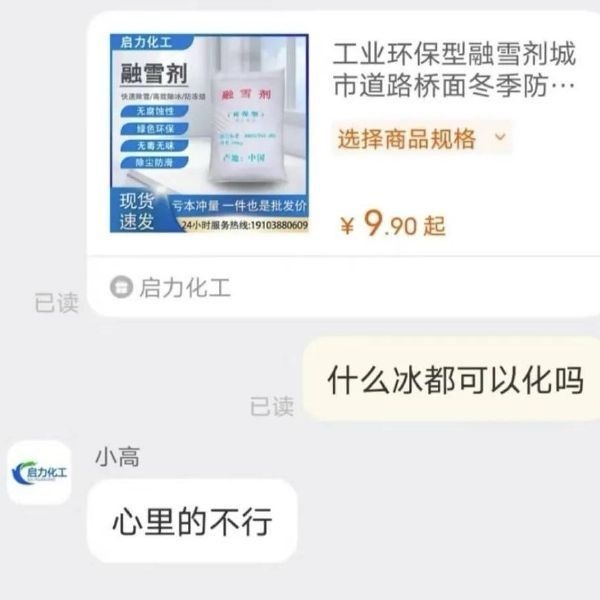 启力化工
融雪剂
快速除雪/高效融冰/防冻结
无腐蚀性
绿色环保
无毒无味
除尘防滑
融雪剂
(环保型)
产地：中国
现货
速发
亏本冲量 一件也是批发价
24小时服务热线:19103880609
工业环保型融雪剂城
市道路桥面冬季防…
选择商品规格
¥ 9.90 起
启力化工
已读
什么冰都可以化吗
已读
小高
启力化工
心里的不行